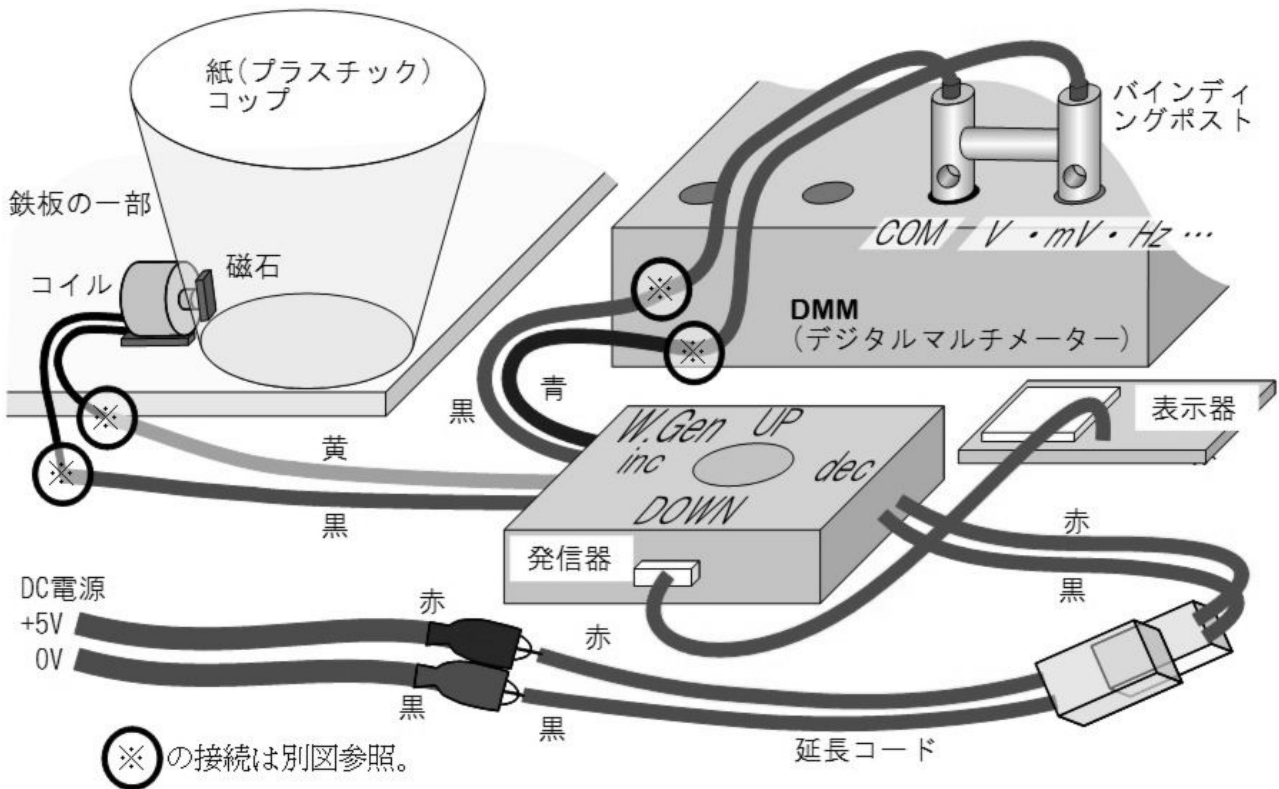 紙(プラスチック)
コップ
バインディ
ングポスト
鉄板の一部
磁石
コイル
COM V・mV・Hz…
※
DMM
(デジタルマルチメーター)
※
青
黒
表示器
※
W.Gen UP
inc dec
DOWN
黄
※
黒
発信器
赤
黒
DC電源
+5V
0V
赤
赤
黒
黒
延長コード
※の接続は別図参照。